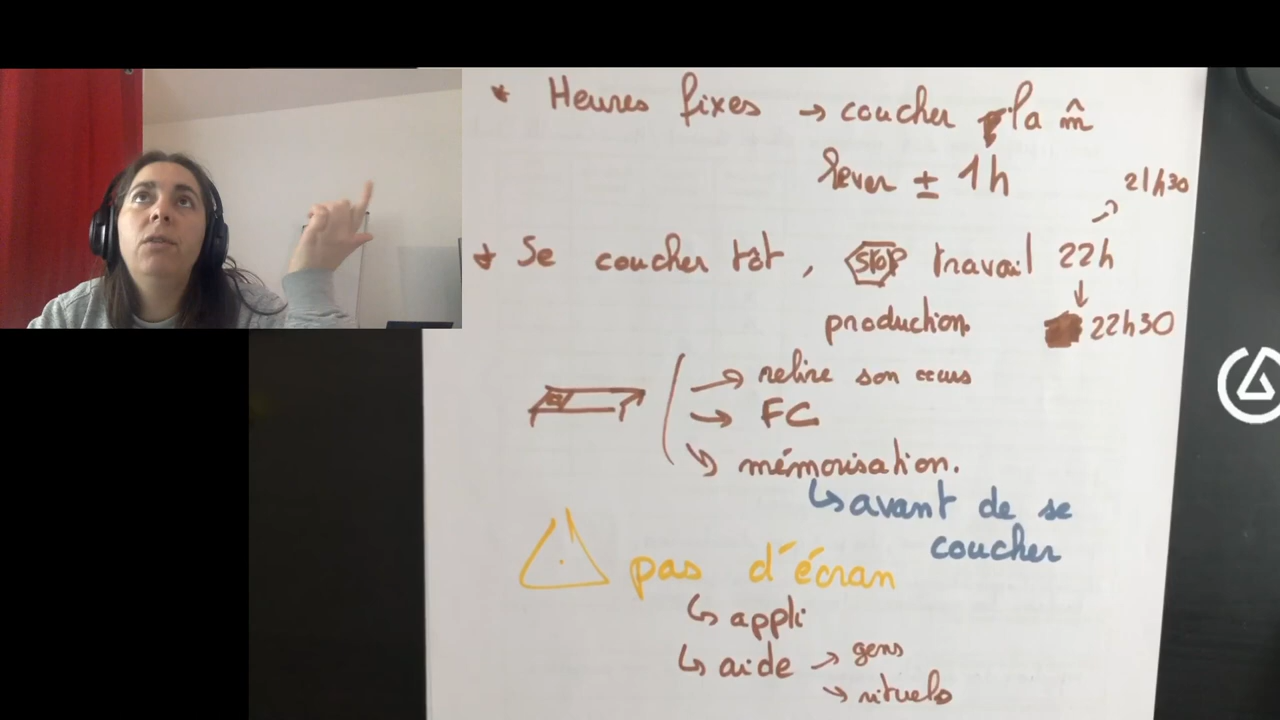 * Heures fixes → coucher la m̂
lever ± 1h
21h30
* Se coucher tôt, STOP travail 22h
production. 22h30
→ relire son cours
→ FC
↘ mémorisation.
↳ avant de se
coucher
pas d'écran
↳ appli
↳ aide → gens
→ rituels